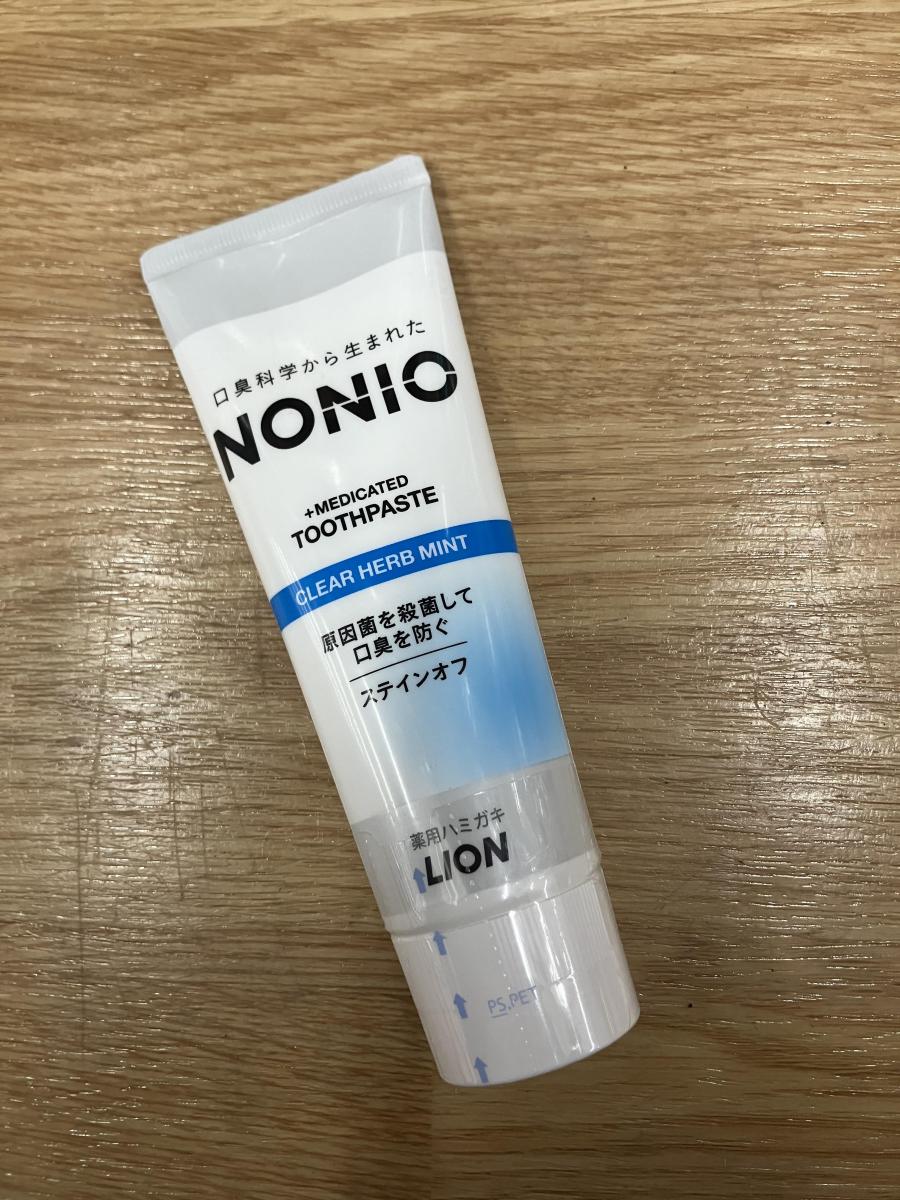 口臭科学から生まれた
NONIO
+MEDICATED
TOOTHPASTE
CLEAR HERB MINT
原因菌を殺菌して
口臭を防ぐ
ステインオフ
薬用ハミガキ
LION
PS,PET